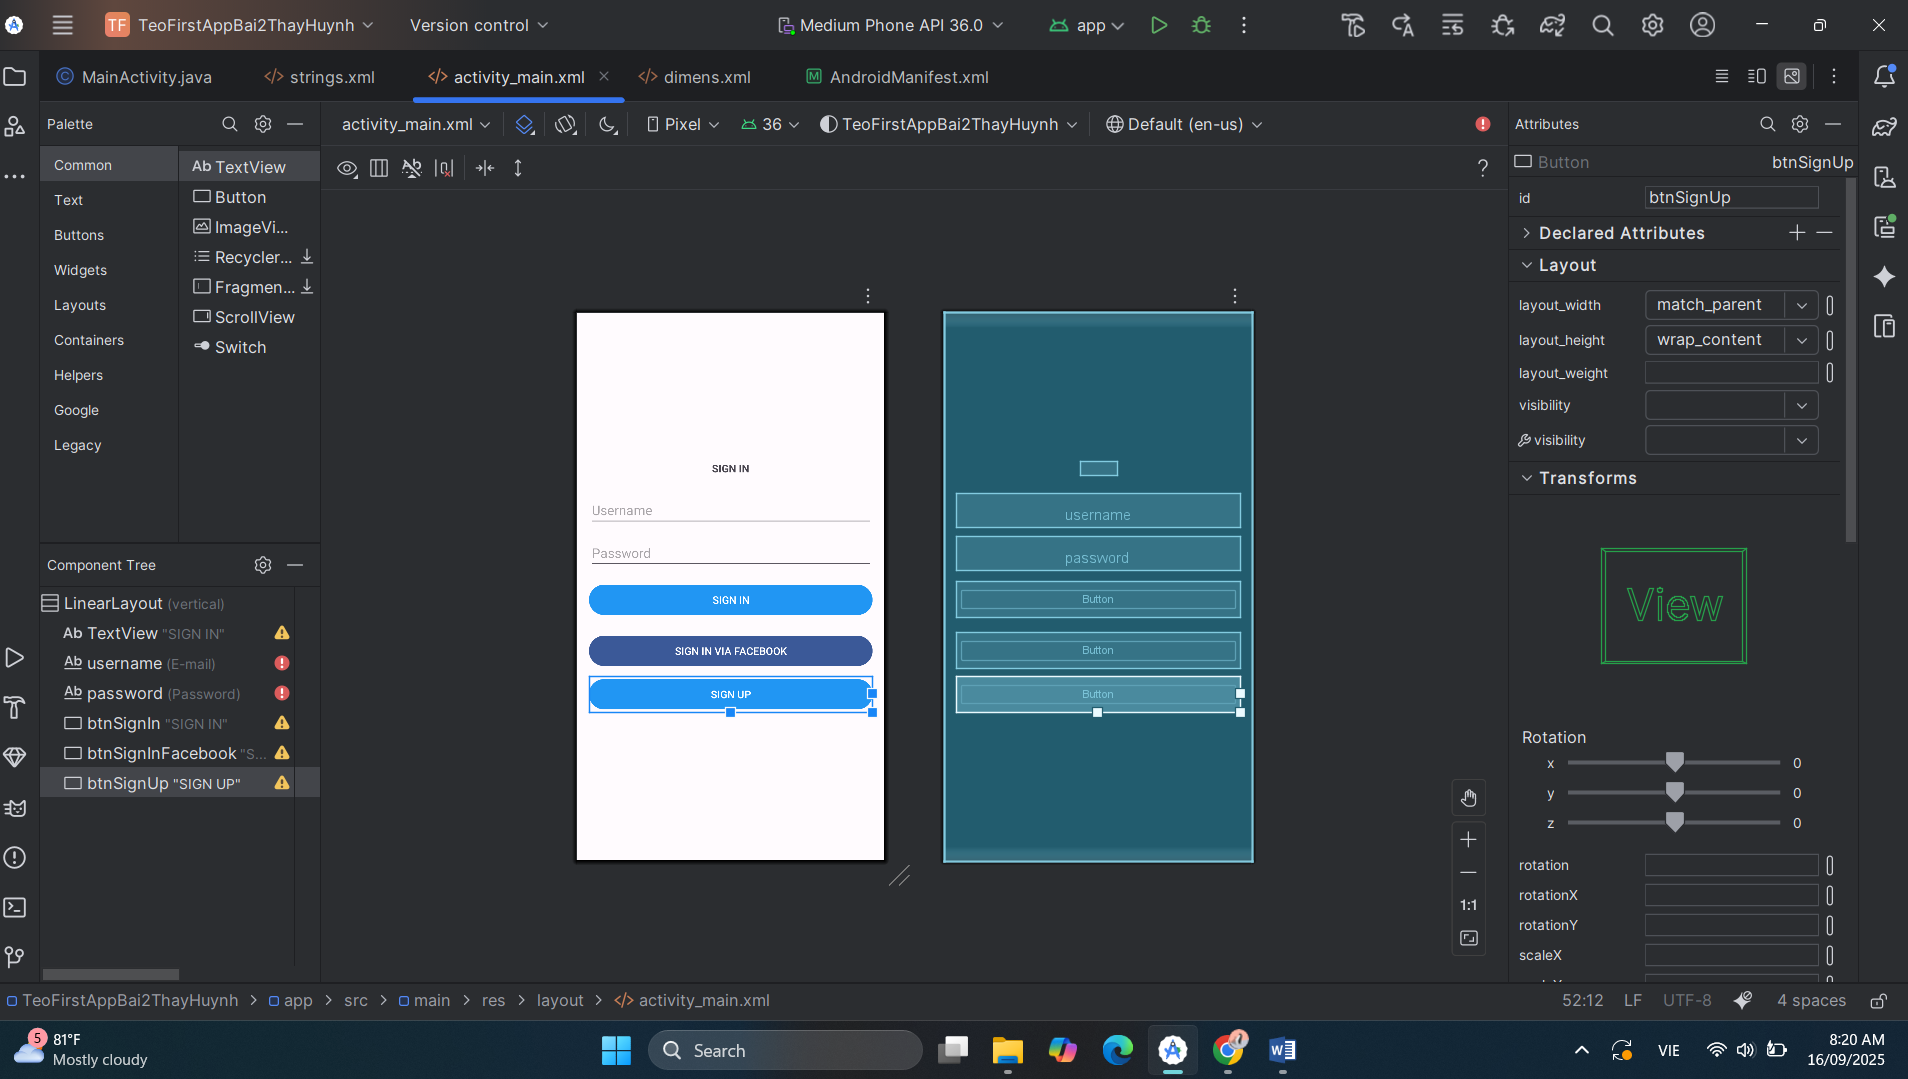 TF TeoFirstAppBai2ThayHuynh Version control Medium Phone API 36.0 app
MainActivity.java strings.xml activity_main.xml dimens.xml AndroidManifest.xml
Palette
Common
Text
Buttons
Widgets
Layouts
Containers
Helpers
Google
Legacy
Ab TextView
Button
ImageVi...
Recycler...
Fragmen...
ScrollView
Switch
activity_main.xml Pixel 36 TeoFirstAppBai2ThayHuynh Default (en-us)
?
SIGN IN
Username
Password
SIGN IN
SIGN IN VIA FACEBOOK
SIGN UP
username
password
Button
Button
Button
1:1
Component Tree
LinearLayout (vertical)
Ab TextView "SIGN IN"
Ab username (E-mail)
Ab password (Password)
btnSignIn "SIGN IN"
btnSignInFacebook "S...
btnSignUp "SIGN UP"
Attributes
Button btnSignUp
id btnSignUp
Declared Attributes
Layout
layout_width match_parent
layout_height wrap_content
layout_weight
visibility
visibility
Transforms
View
Rotation
x 0
y 0
z 0
rotation
rotationX
rotationY
scaleX
TeoFirstAppBai2ThayHuynh > app > src > main > res > layout > activity_main.xml 52:12 LF UTF-8 4 spaces
5
81°F
Mostly cloudy
Search
VIE
8:20 AM
16/09/2025